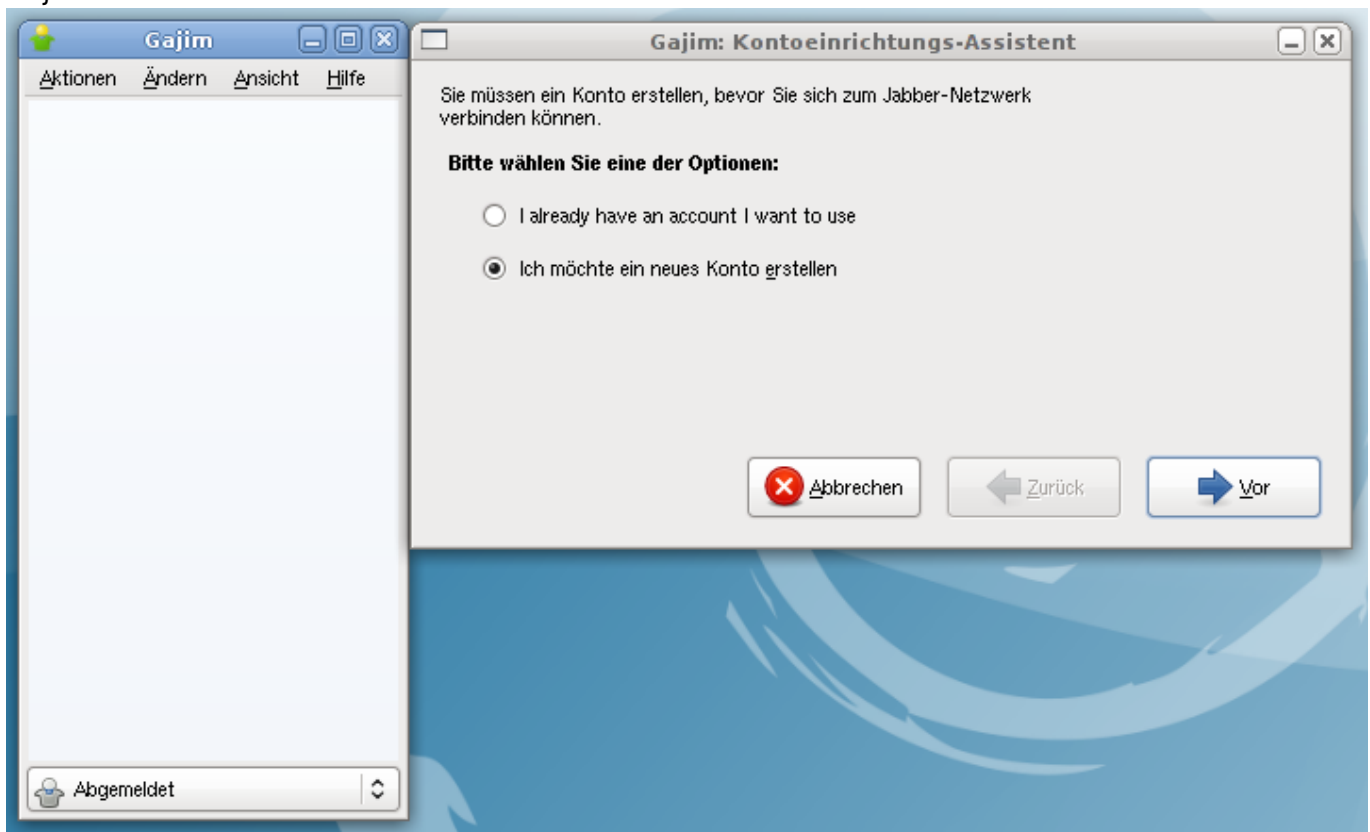 Gajim
Aktionen Ändern Ansicht Hilfe
Abgemeldet
Gajim: Kontoeinrichtungs-Assistent
Sie müssen ein Konto erstellen, bevor Sie sich zum Jabber-Netzwerk
verbinden können.
Bitte wählen Sie eine der Optionen:
I already have an account I want to use
Ich möchte ein neues Konto erstellen
Abbrechen Zurück Vor